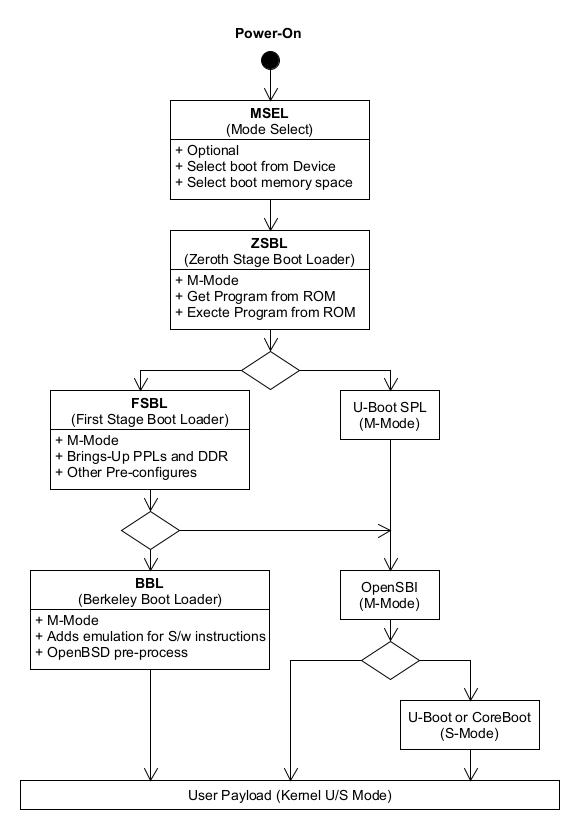 Power-On
MSEL
(Mode Select)
+ Optional
+ Select boot from Device
+ Select boot memory space
ZSBL
(Zeroth Stage Boot Loader)
+ M-Mode
+ Get Program from ROM
+ Execte Program from ROM
FSBL
(First Stage Boot Loader)
+ M-Mode
+ Brings-Up PPLs and DDR
+ Other Pre-configures
U-Boot SPL
(M-Mode)
BBL
(Berkeley Boot Loader)
+ M-Mode
+ Adds emulation for S/w instructions
+ OpenBSD pre-process
OpenSBI
(M-Mode)
U-Boot or CoreBoot
(S-Mode)
User Payload (Kernel U/S Mode)